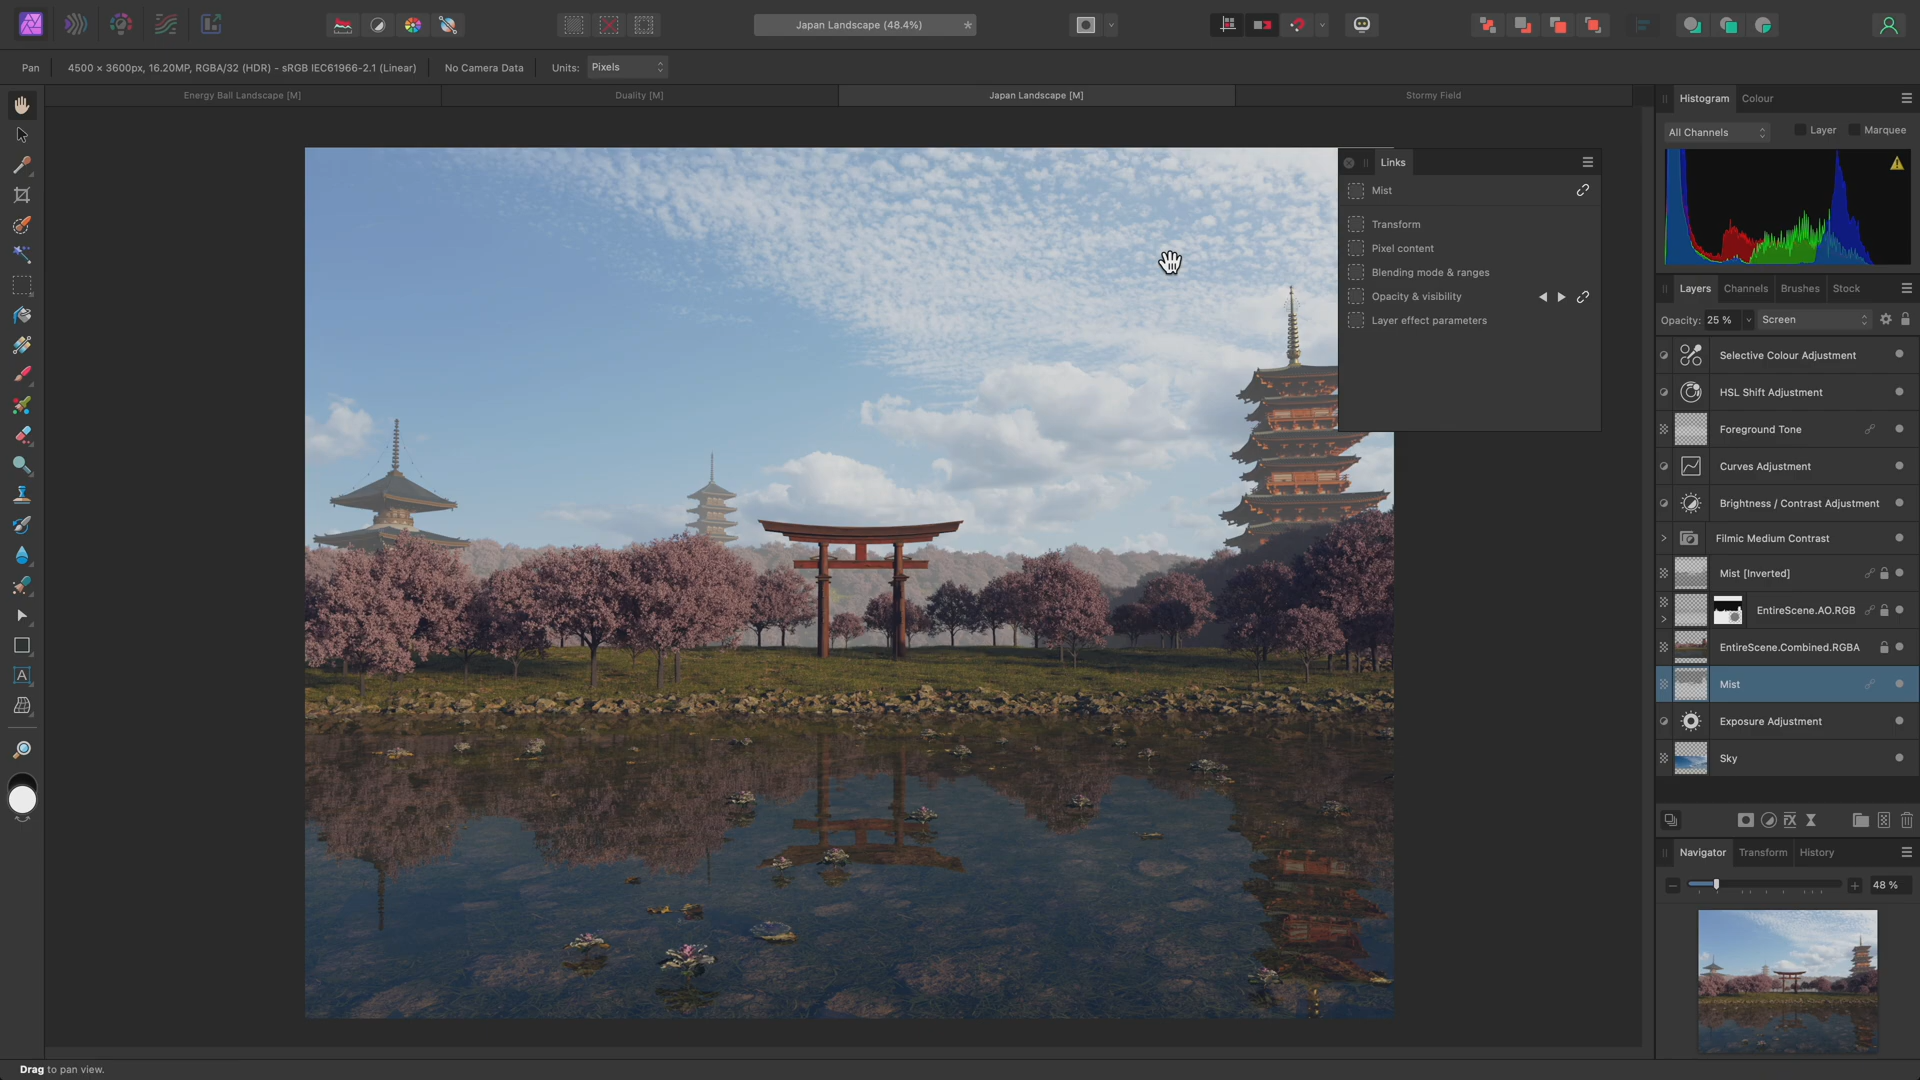 Japan Landscape (48.4%)
*
Pan
4500 × 3600px, 16.20MP, RGBA/32 (HDR) - sRGB IEC61966-2.1 (Linear)
No Camera Data
Units:
Pixels
Energy Ball Landscape [M]
Duality [M]
Japan Landscape [M]
Stormy Field
Histogram
Colour
All Channels
Layer
Marquee
Links
Mist
Transform
Pixel content
Blending mode & ranges
Opacity & visibility
Layer effect parameters
Layers
Channels
Brushes
Stock
Opacity:
25 %
Screen
Selective Colour Adjustment
HSL Shift Adjustment
Foreground Tone
Curves Adjustment
Brightness / Contrast Adjustment
Filmic Medium Contrast
Mist [Inverted]
EntireScene.AO.RGB
EntireScene.Combined.RGBA
Mist
Exposure Adjustment
Sky
FX
Navigator
Transform
History
48 %
A
Drag to pan view.